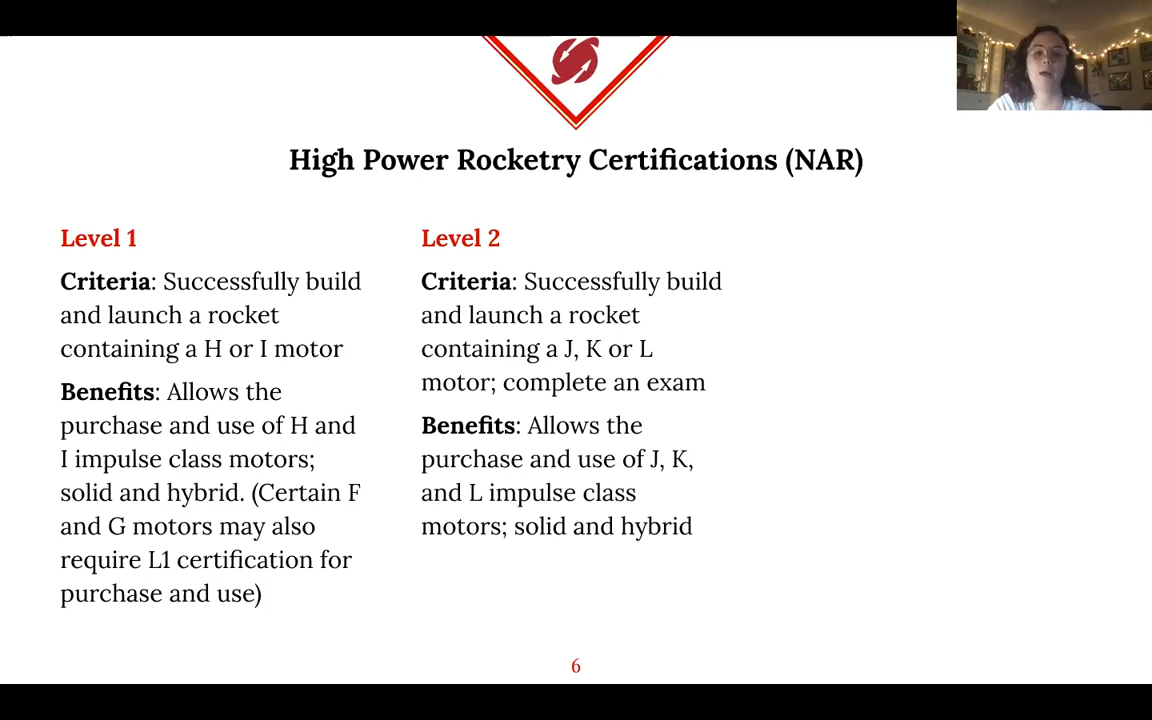 High Power Rocketry Certifications (NAR)
Level 1
Criteria: Successfully build
and launch a rocket
containing a H or I motor
Benefits: Allows the
purchase and use of H and
I impulse class motors;
solid and hybrid. (Certain F
and G motors may also
require L1 certification for
purchase and use)
Level 2
Criteria: Successfully build
and launch a rocket
containing a J, K or L
motor; complete an exam
Benefits: Allows the
purchase and use of J, K,
and L impulse class
motors; solid and hybrid
6